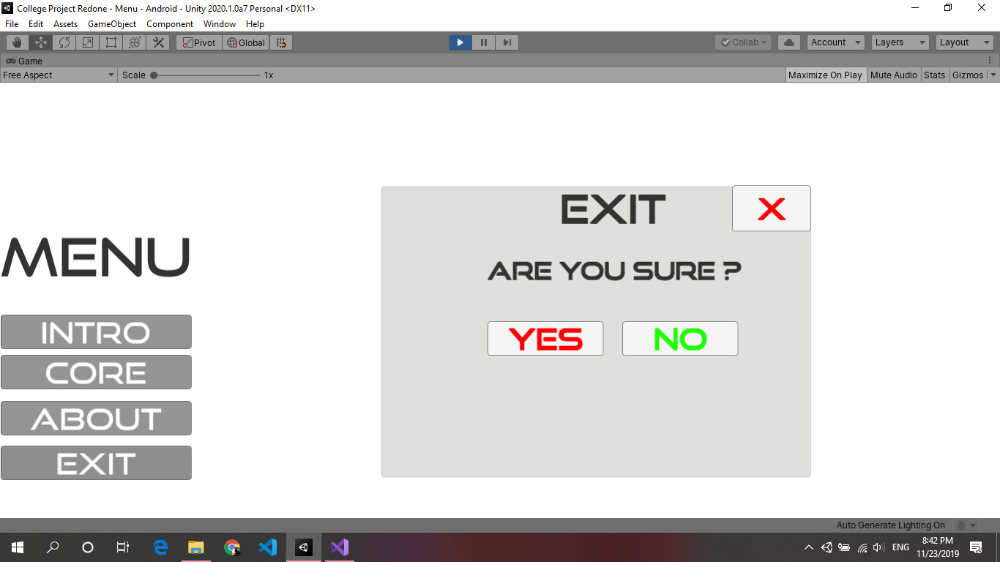 College Project Redone - Menu - Android - Unity 2020.1.0a7 Personal <DX11>
File Edit Assets GameObject Component Window Help
Pivot Global Collab Account Layers Layout
Game
Free Aspect Scale 1x Maximize On Play Mute Audio Stats Gizmos
EXIT X
MENU
ARE YOU SURE ?
INTRO
YES NO
CORE
ABOUT
EXIT
Auto Generate Lighting On
ENG 8:42 PM
11/23/2019